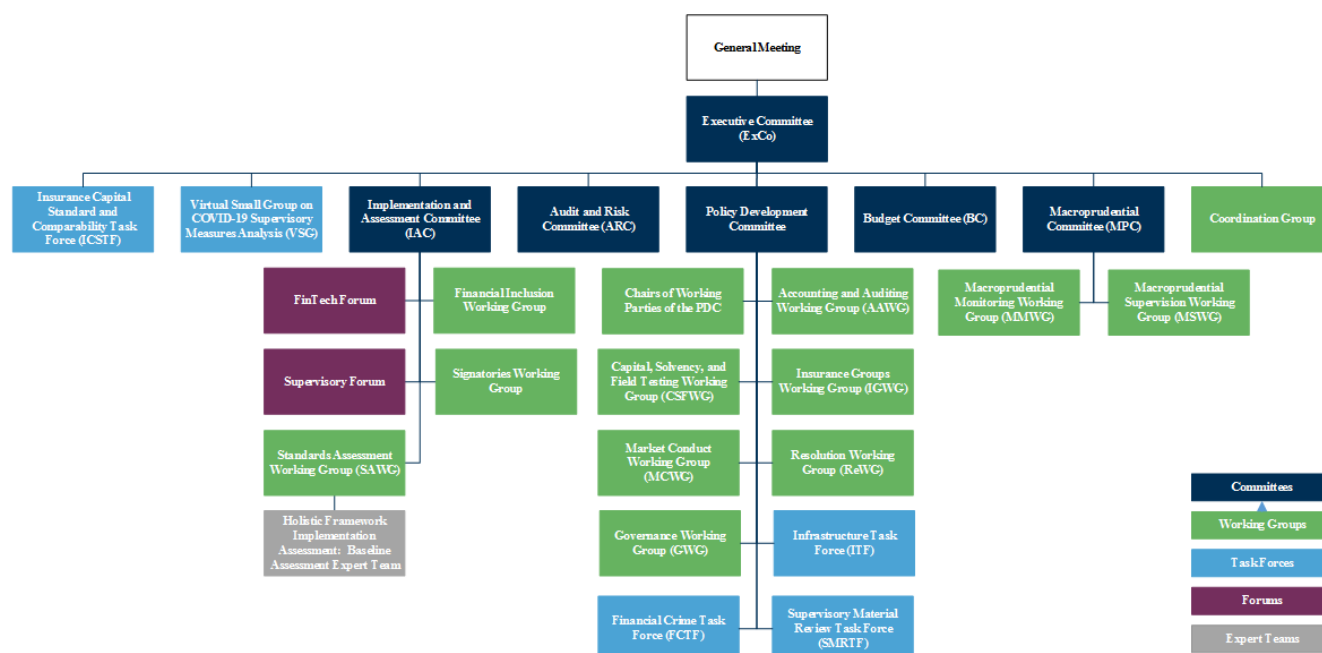 General Meeting
Executive Committee
(ExCo)
Insurance Capital
Standard and
Comparability Task
Force (ICSTF)
Virtual Small Group on
COVID-19 Supervisory
Measures Analysis (VSG)
Implementation and
Assessment Committee
(IAC)
Audit and Risk
Committee (ARC)
Policy Development
Committee
Budget Committee (BC)
Macroprudential
Committee (MPC)
Coordination Group
FinTech Forum
Financial Inclusion
Working Group
Chairs of Working
Parties of the PDC
Accounting and Auditing
Working Group (AAWG)
Macroprudential
Monitoring Working
Group (MMWG)
Macroprudential
Supervision Working
Group (MSWG)
Supervisory Forum
Signatories Working
Group
Capital, Solvency, and
Field Testing Working
Group (CSFWG)
Insurance Groups
Working Group (IGWG)
Standards Assessment
Working Group (SAWG)
Market Conduct
Working Group
(MCWG)
Resolution Working
Group (ReWG)
Holistic Framework
Implementation
Assessment: Baseline
Assessment Expert Team
Governance Working
Group (GWG)
Infrastructure Task
Force (ITF)
Financial Crime Task
Force (FCTF)
Supervisory Material
Review Task Force
(SMRTF)
Committees
Working Groups
Task Forces
Forums
Expert Teams